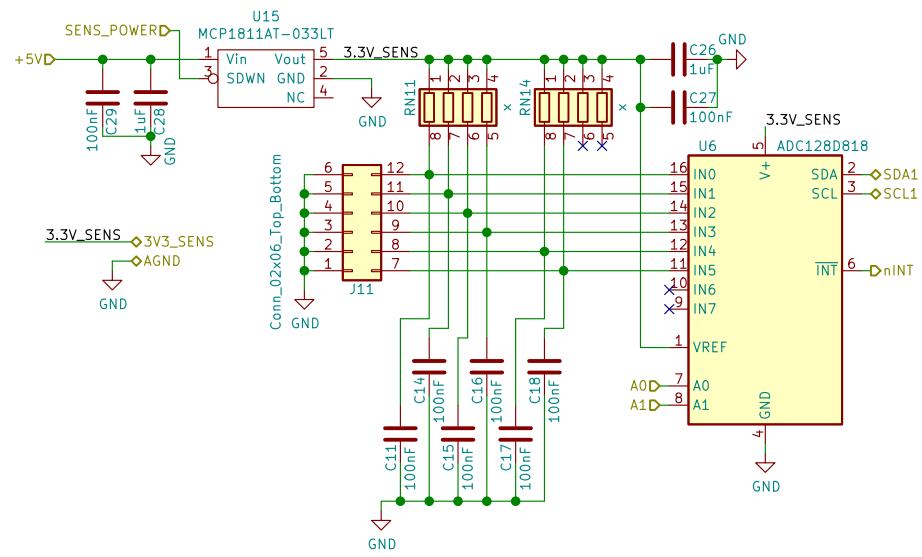 U15
MCP1811AT-033LT
SENS_POWER
+5V
1
Vin
Vout
5
3.3V_SENS
3
SDWN
GND
2
NC
4
GND
100nF
C29
1uF
C28
GND
RN11
1
2
3
4
8
7
6
5
x
RN14
1
2
3
4
8
7
6
5
x
C26
1uF
GND
C27
100nF
3.3V_SENS
U6
ADC128D818
5
V+
16
IN0
15
IN1
14
IN2
13
IN3
12
IN4
11
IN5
10
IN6
9
IN7
1
VREF
7
A0
8
A1
A0
A1
SDA
2
SDA1
SCL
3
SCL1
INT
6
nINT
GND
4
GND
Conn_02x06_Top_Bottom
6
12
5
11
4
10
3
9
2
8
1
7
J11
GND
3.3V_SENS
3V3_SENS
AGND
GND
C14
100nF
C16
100nF
C18
100nF
C11
100nF
C15
100nF
C17
100nF
GND